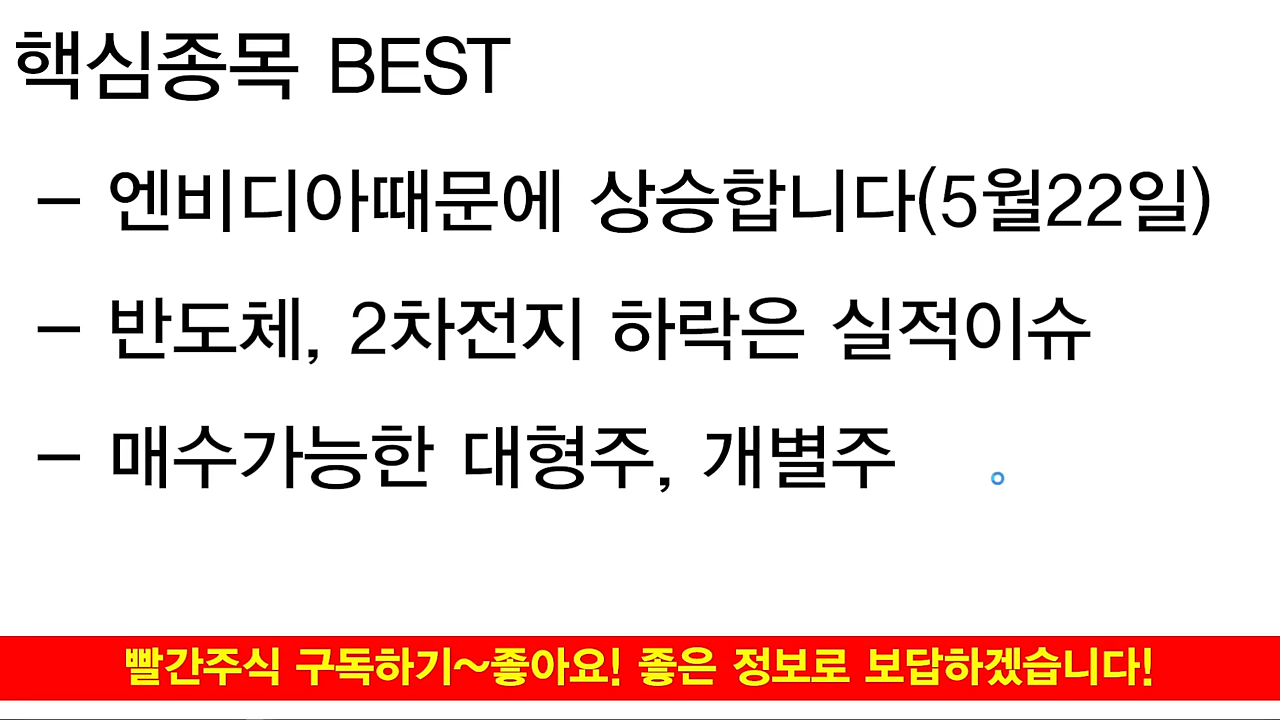 핵심종목 BEST
- 엔비디아때문에 상승합니다(5월22일)
- 반도체, 2차전지 하락은 실적이슈
- 매수가능한 대형주, 개별주
빨간주식 구독하기~좋아요! 좋은 정보로 보답하겠습니다!